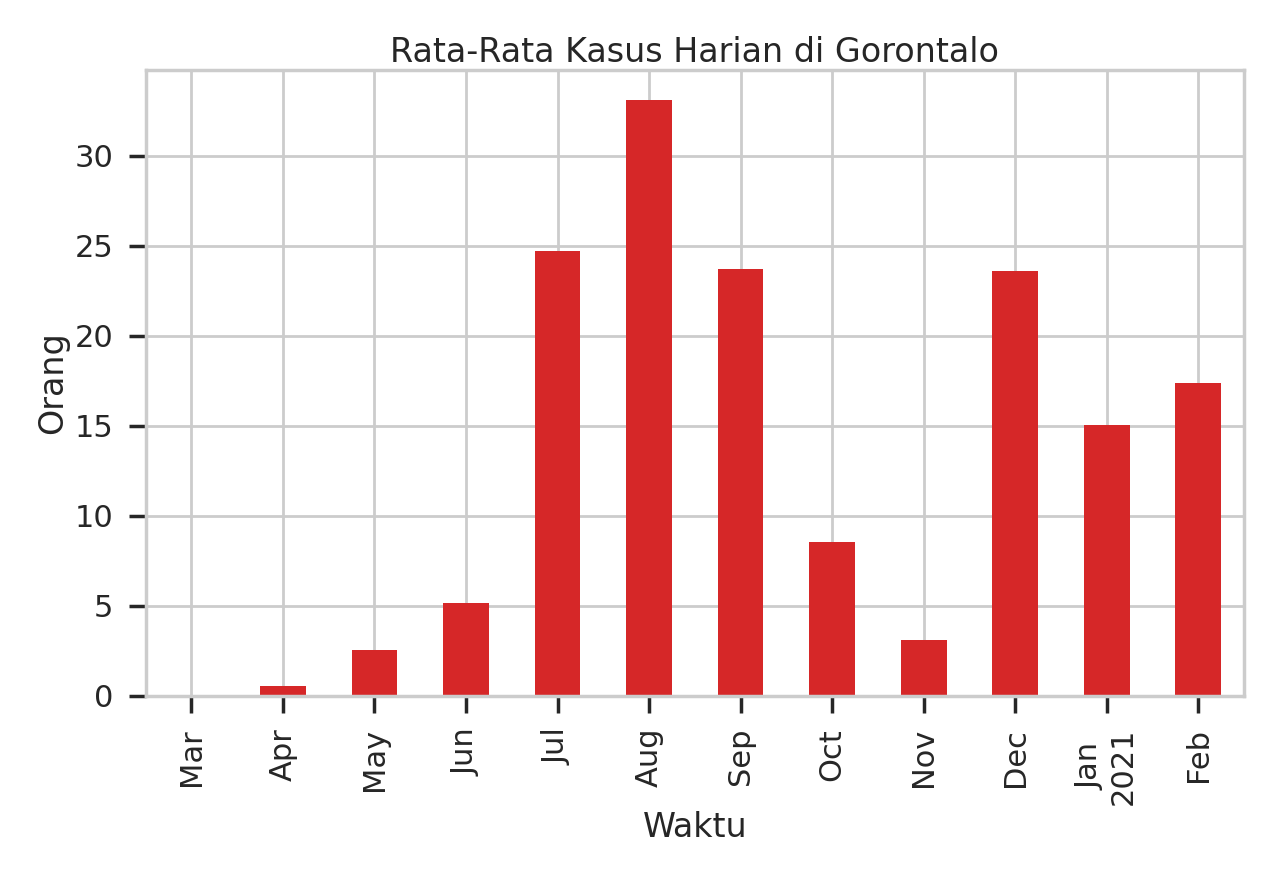 Rata-Rata Kasus Harian di Gorontalo
30
25
20
15
10
5
0
Orang
Mar
Apr
May
Jun
Jul
Aug
Sep
Oct
Nov
Dec
Jan
2021
Feb
Waktu